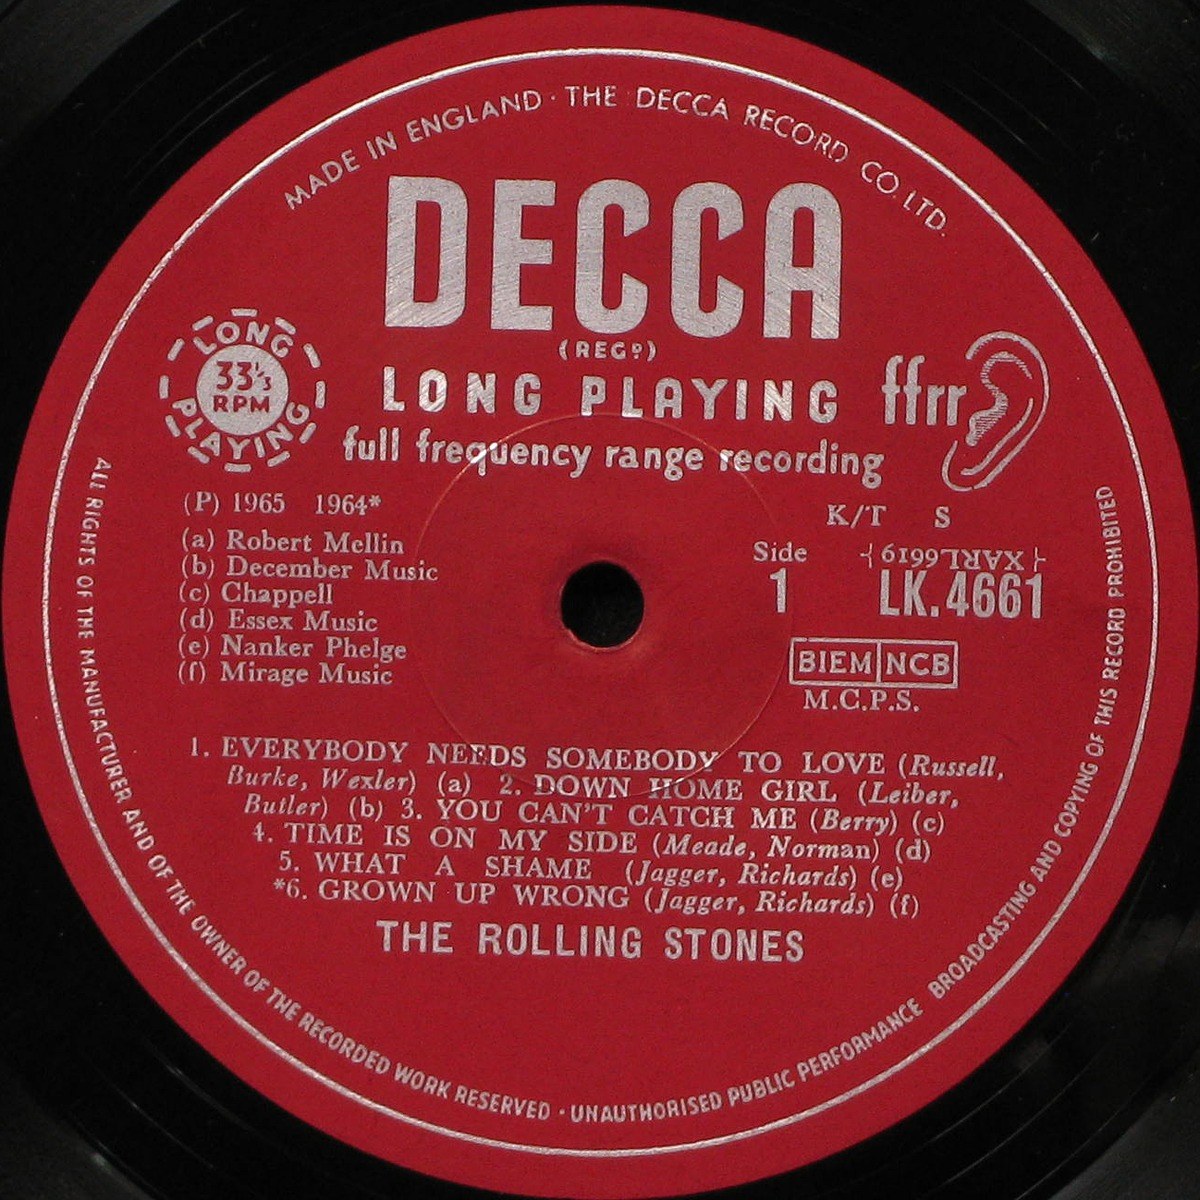 MADE IN ENGLAND · THE DECCA RECORD CO. LTD.
DECCA
(REGD)
LONG PLAYING
33 1/3
RPM
LONG PLAYING
ffrr
full frequency range recording
(P) 1965 1964*
K/T S
(a) Robert Mellin
(b) December Music
(c) Chappell
(d) Essex Music
(e) Nanker Phelge
(f) Mirage Music
Side
1
XARL6619
LK.4661
BIEM NCB
M.C.P.S.
1. EVERYBODY NEEDS SOMEBODY TO LOVE (Russell,
Burke, Wexler) (a) 2. DOWN HOME GIRL (Leiber,
Butler) (b) 3. YOU CAN'T CATCH ME (Berry) (c)
4. TIME IS ON MY SIDE (Meade, Norman) (d)
5. WHAT A SHAME (Jagger, Richards) (e)
*6. GROWN UP WRONG (Jagger, Richards) (f)
THE ROLLING STONES
ALL RIGHTS OF THE MANUFACTURER AND OF THE OWNER OF THE RECORDED WORK RESERVED · UNAUTHORISED PUBLIC PERFORMANCE BROADCASTING AND COPYING OF THIS RECORD PROHIBITED